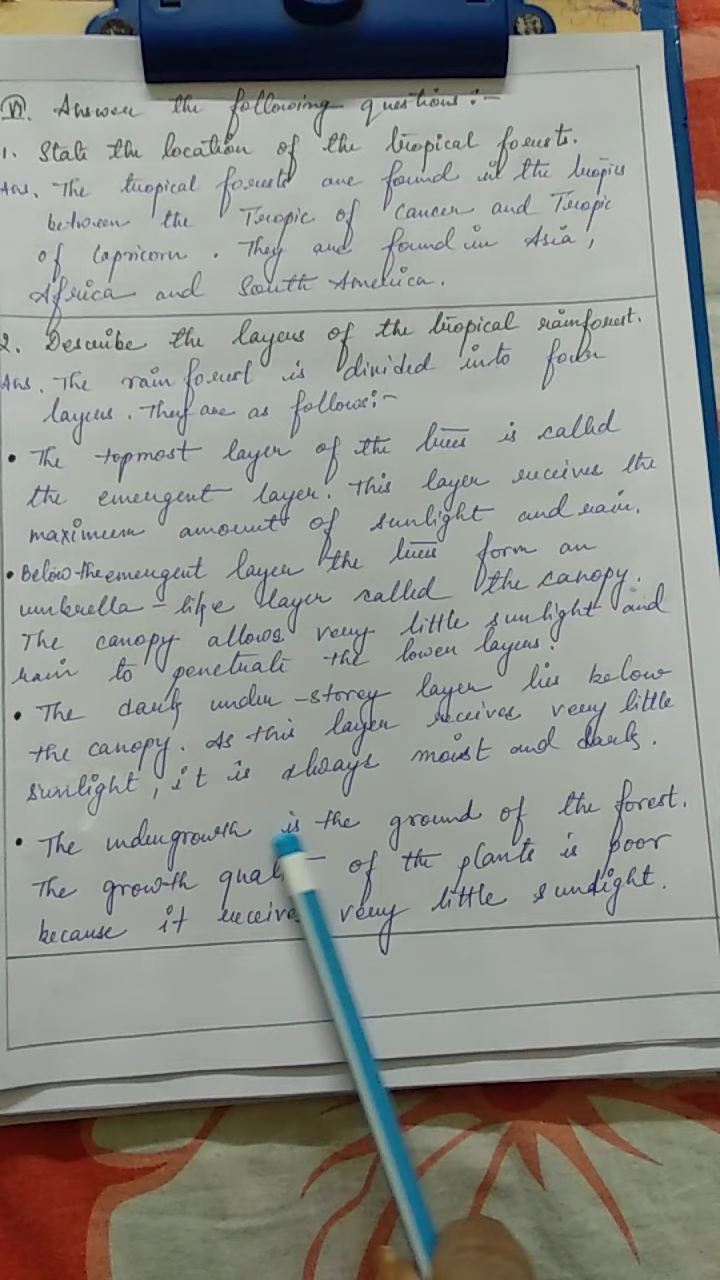 IV. Answer the following questions:-
1. State the location of the tropical forests.
Ans. The tropical forests are found in the tropics
between the Tropic of Cancer and Tropic
of Capricorn. They are found in Asia,
Africa and South America.
2. Describe the layers of the tropical rainforest.
Ans. The rain forest is divided into four
layers. They are as follows:-
• The topmost layer of the trees is called
the emergent layer. This layer receives the
maximum amount of sunlight and rain.
• Below the emergent layer the trees form an
umbrella-like layer called the canopy.
The canopy allows very little sunlight and
rain to penetrate the lower layers.
• The dark under-storey layer lies below
the canopy. As this layer receives very little
sunlight, it is always moist and dark.
• The undergrowth is the ground of the forest.
The growth of the plants is poor
because it receives very little sunlight.